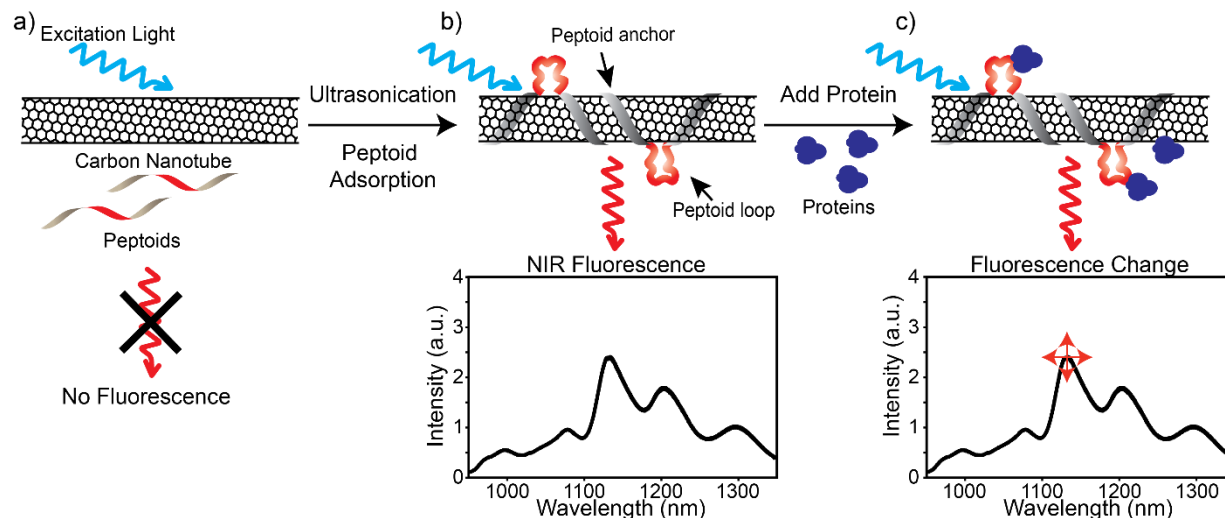 a)
Excitation Light
Carbon Nanotube
Peptoids
No Fluorescence
Ultrasonication
Peptoid
Adsorption
b)
Peptoid anchor
Peptoid loop
NIR Fluorescence
4
3
2
1
0
Intensity (a.u.)
1000 1100 1200 1300
Wavelength (nm)
Add Protein
Proteins
c)
Fluorescence Change
4
3
2
1
0
Intensity (a.u.)
1000 1100 1200 1300
Wavelength (nm)